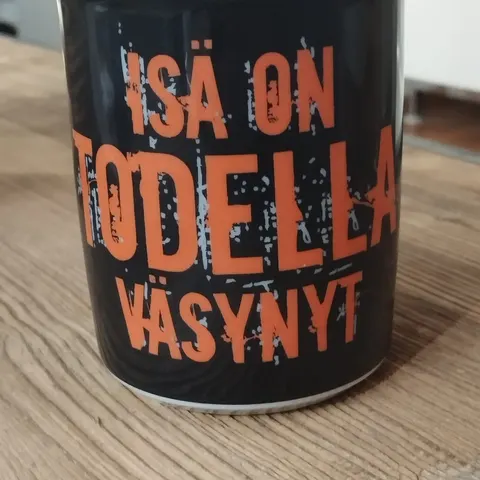 ISÄ ON
TODELLA
VÄSYNYT